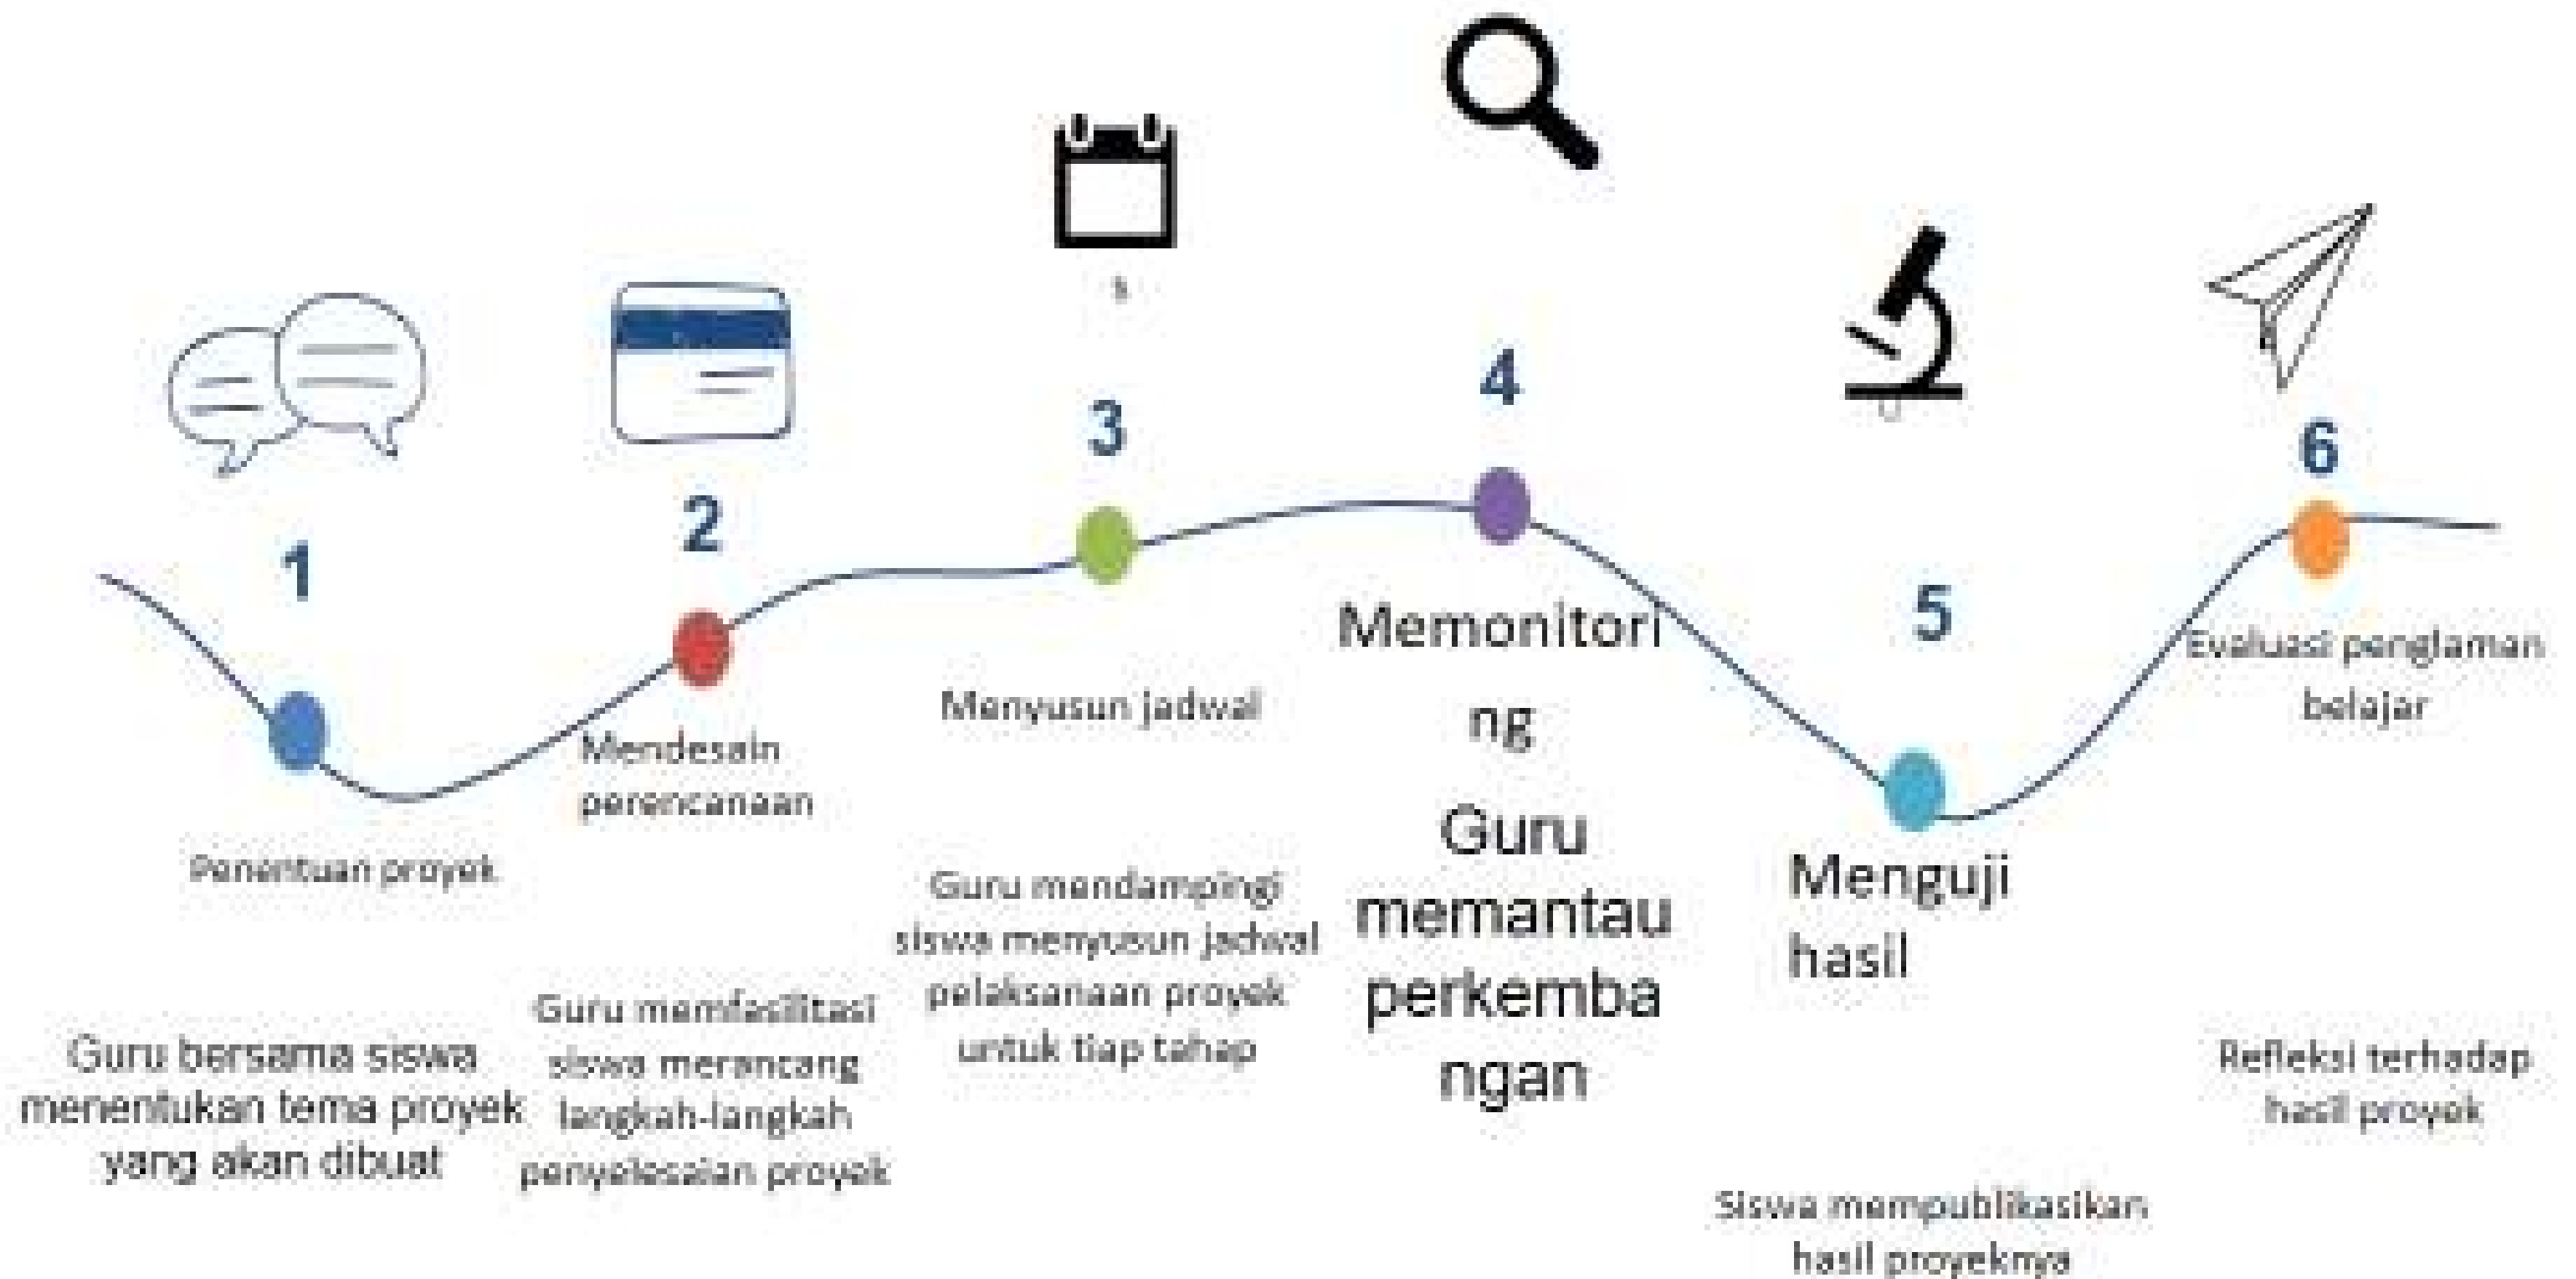 1
Penentuan proyek
Guru bersama siswa
menentukan tema proyek
yang akan dibuat
2
Mendesain
perencanaan
Guru memfasilitasi
siswa merancang
langkah-langkah
penyelesaian proyek
3
Menyusun jadwal
Guru mendampingi
siswa menyusun jadwal
pelaksanaan proyek
untuk tiap tahap
4
Memonitori
ng
Guru
memantau
perkemba
ngan
5
Menguji
hasil
Siswa mempublikasikan
hasil proyeknya
6
Evaluasi penglaman
belajar
Refleksi terhadap
hasil proyek